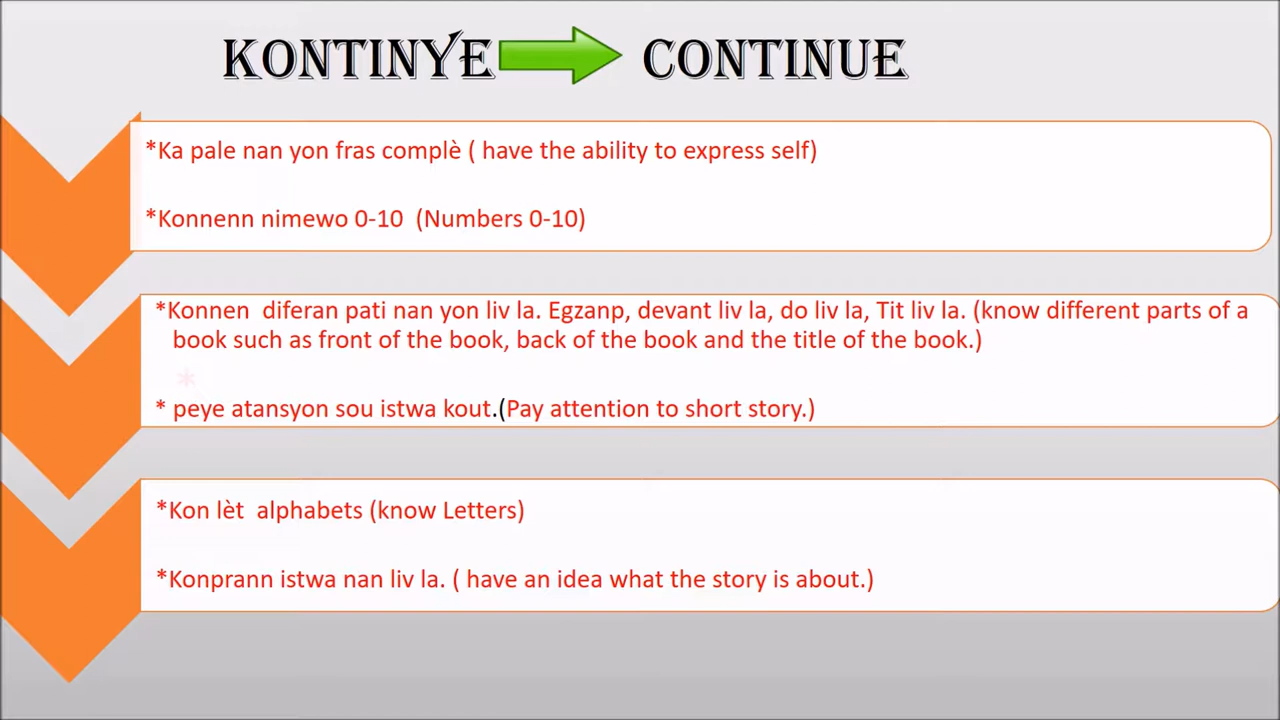 KONTINYE CONTINUE
*Ka pale nan yon fras complè ( have the ability to express self)
*Konnenn nimewo 0-10 (Numbers 0-10)
*Konnen diferan pati nan yon liv la. Egzanp, devant liv la, do liv la, Tit liv la. (know different parts of a
book such as front of the book, back of the book and the title of the book.)
*
* peye atansyon sou istwa kout.(Pay attention to short story.)
*Kon lèt alphabets (know Letters)
*Konprann istwa nan liv la. ( have an idea what the story is about.)